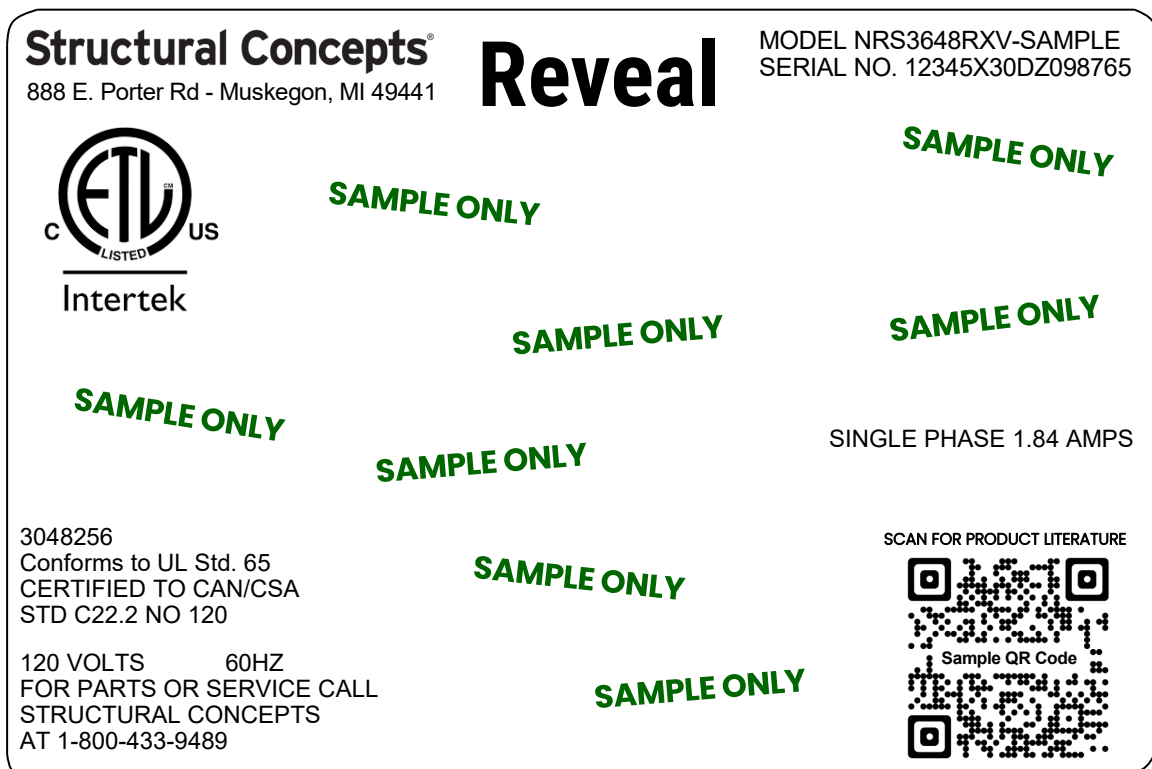 Structural Concepts®
888 E. Porter Rd - Muskegon, MI 49441
Reveal
MODEL NRS3648RXV-SAMPLE
SERIAL NO. 12345X30DZ098765
ETL CM
C US
LISTED
Intertek
SAMPLE ONLY
SAMPLE ONLY
SAMPLE ONLY
SAMPLE ONLY
SAMPLE ONLY
SAMPLE ONLY
SINGLE PHASE 1.84 AMPS
3048256
Conforms to UL Std. 65
CERTIFIED TO CAN/CSA
STD C22.2 NO 120
SAMPLE ONLY
SCAN FOR PRODUCT LITERATURE
Sample QR Code
120 VOLTS 60HZ
FOR PARTS OR SERVICE CALL
STRUCTURAL CONCEPTS
AT 1-800-433-9489
SAMPLE ONLY